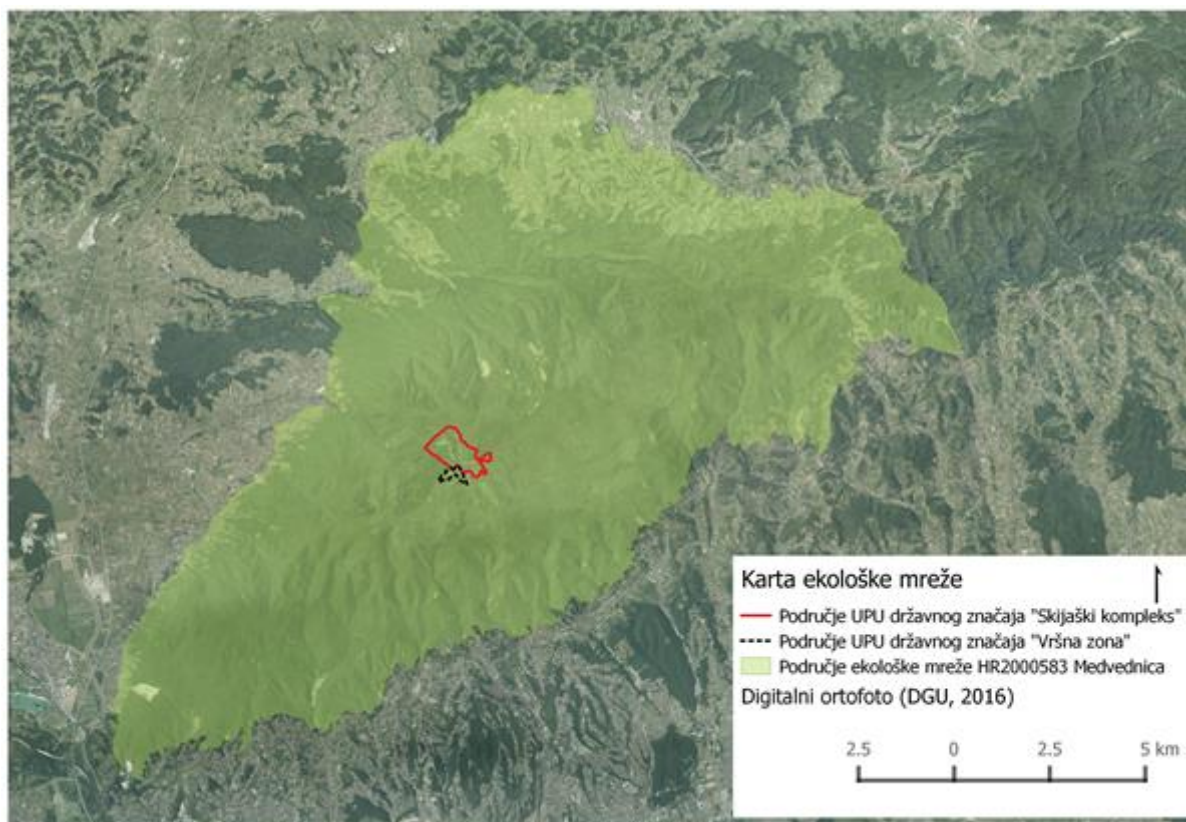 Karta ekološke mreže
Područje UPU državnog značaja "Skijaški kompleks"
Područje UPU državnog značaja "Vršna zona"
Područje ekološke mreže HR2000583 Medvednica
Digitalni ortofoto (DGU, 2016)
2.5 0 2.5 5 km